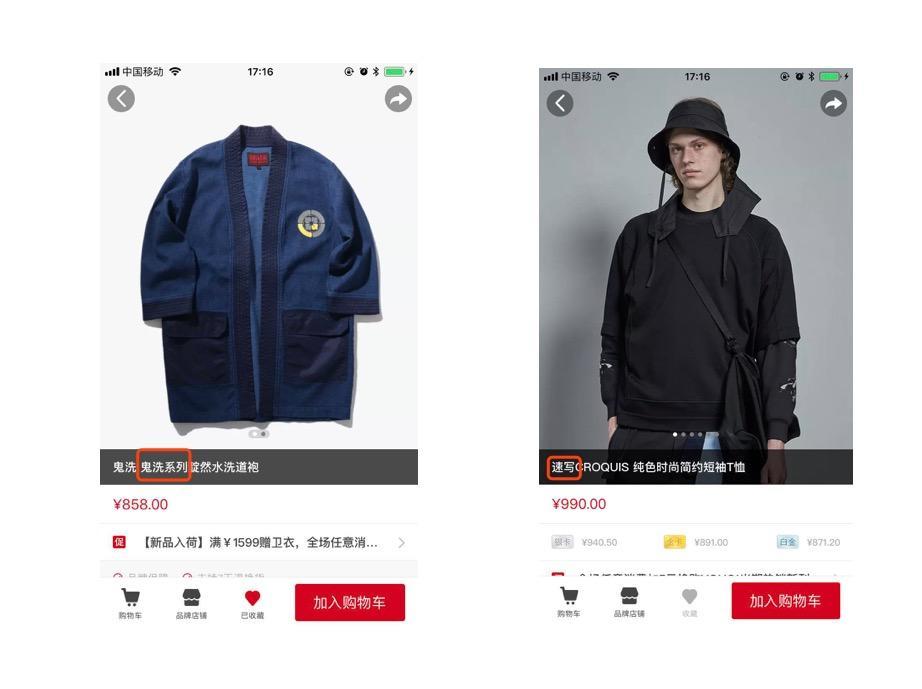 中国移动
17:16
鬼洗 鬼洗系列靛然水洗道袍
¥858.00
促
【新品入荷】满￥1599赠卫衣，全场任意消...
购物车
品牌店铺
已收藏
加入购物车
中国移动
17:16
速写CROQUIS 纯色时尚简约短袖T恤
¥990.00
银卡 ¥940.50
金卡 ¥891.00
白金 ¥871.20
购物车
品牌店铺
收藏
加入购物车